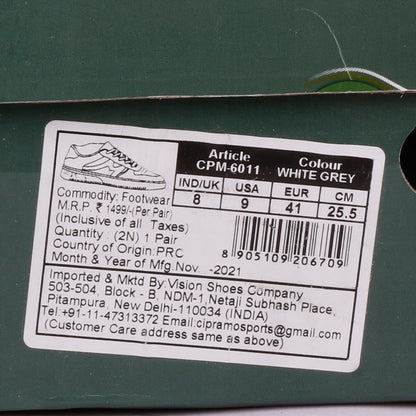 Article
CPM-6011
Colour
WHITE GREY
IND/UK USA EUR CM
8 9 41 25.5
Commodity: Footwear
M.R.P. ₹ 1499/-(Per Pair)
(Inclusive of all Taxes)
Quantity : (2N) 1 Pair
Country of Origin:PRC
Month & Year of Mfg.Nov. -2021
8 905109 206709
Imported & Mktd By:Vision Shoes Company
503-504, Block - B, NDM-1,Netaji Subhash Place,
Pitampura, New Delhi-110034 (INDIA)
Tel:+91-11-47313372 Email:cipramosports@gmail.com
(Customer Care address same as above)